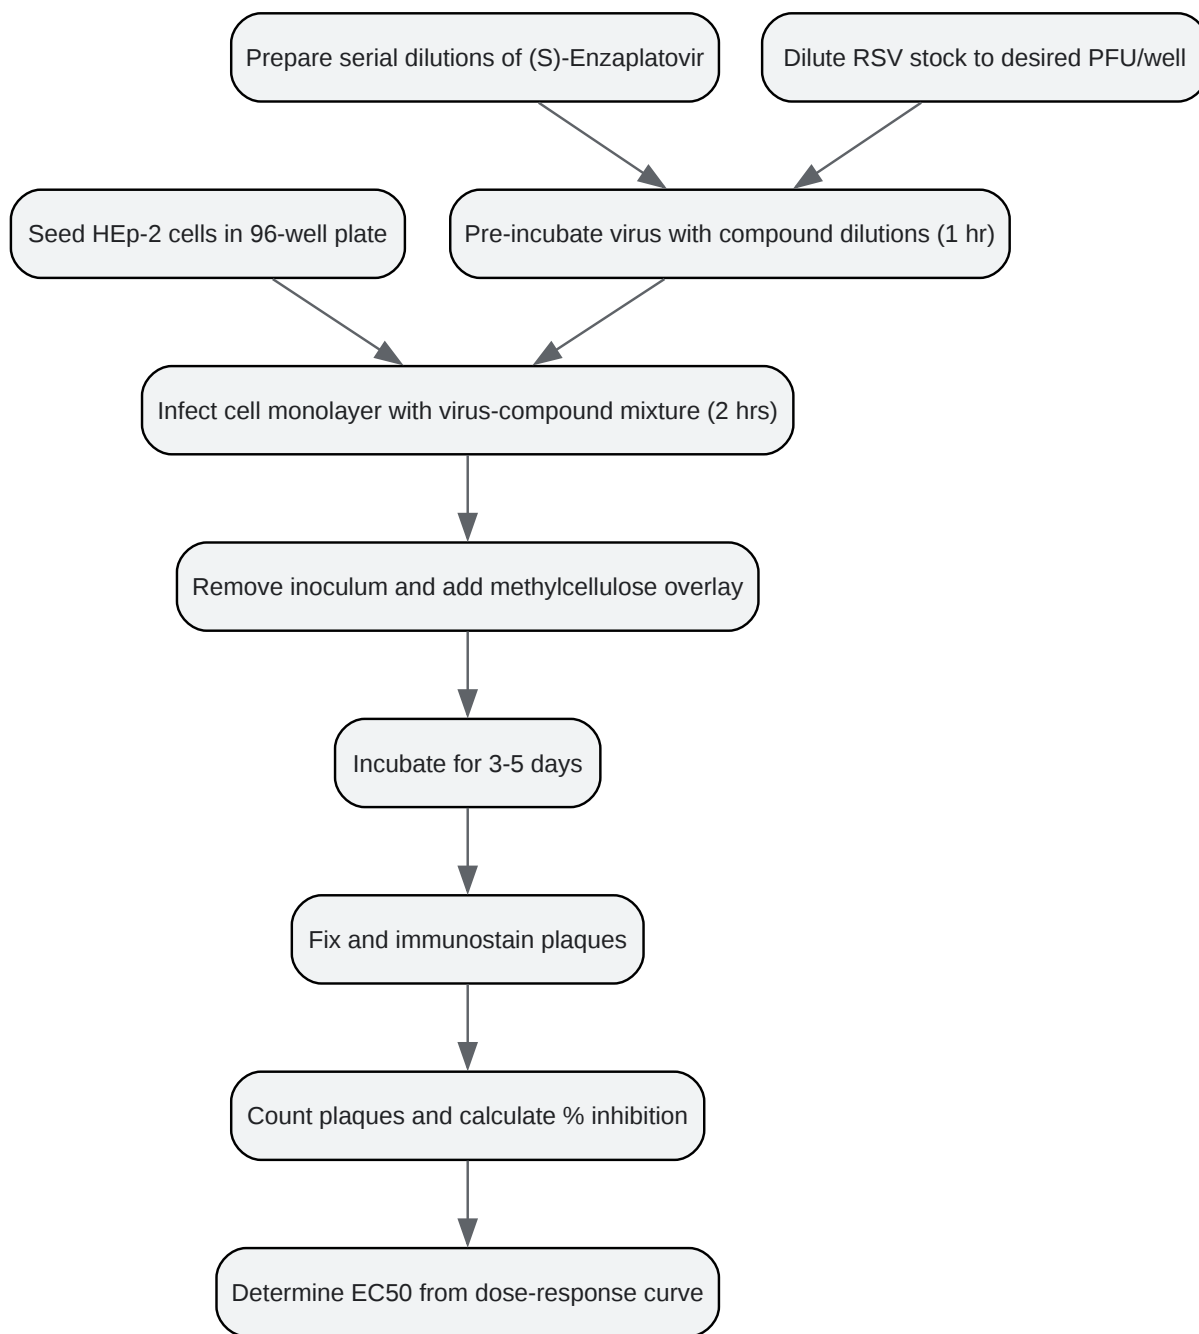 Prepare serial dilutions of (S)-Enzaplatovir
Dilute RSV stock to desired PFU/well
Seed HEp-2 cells in 96-well plate
Pre-incubate virus with compound dilutions (1 hr)
Infect cell monolayer with virus-compound mixture (2 hrs)
Remove inoculum and add methylcellulose overlay
Incubate for 3-5 days
Fix and immunostain plaques
Count plaques and calculate % inhibition
Determine EC50 from dose-response curve